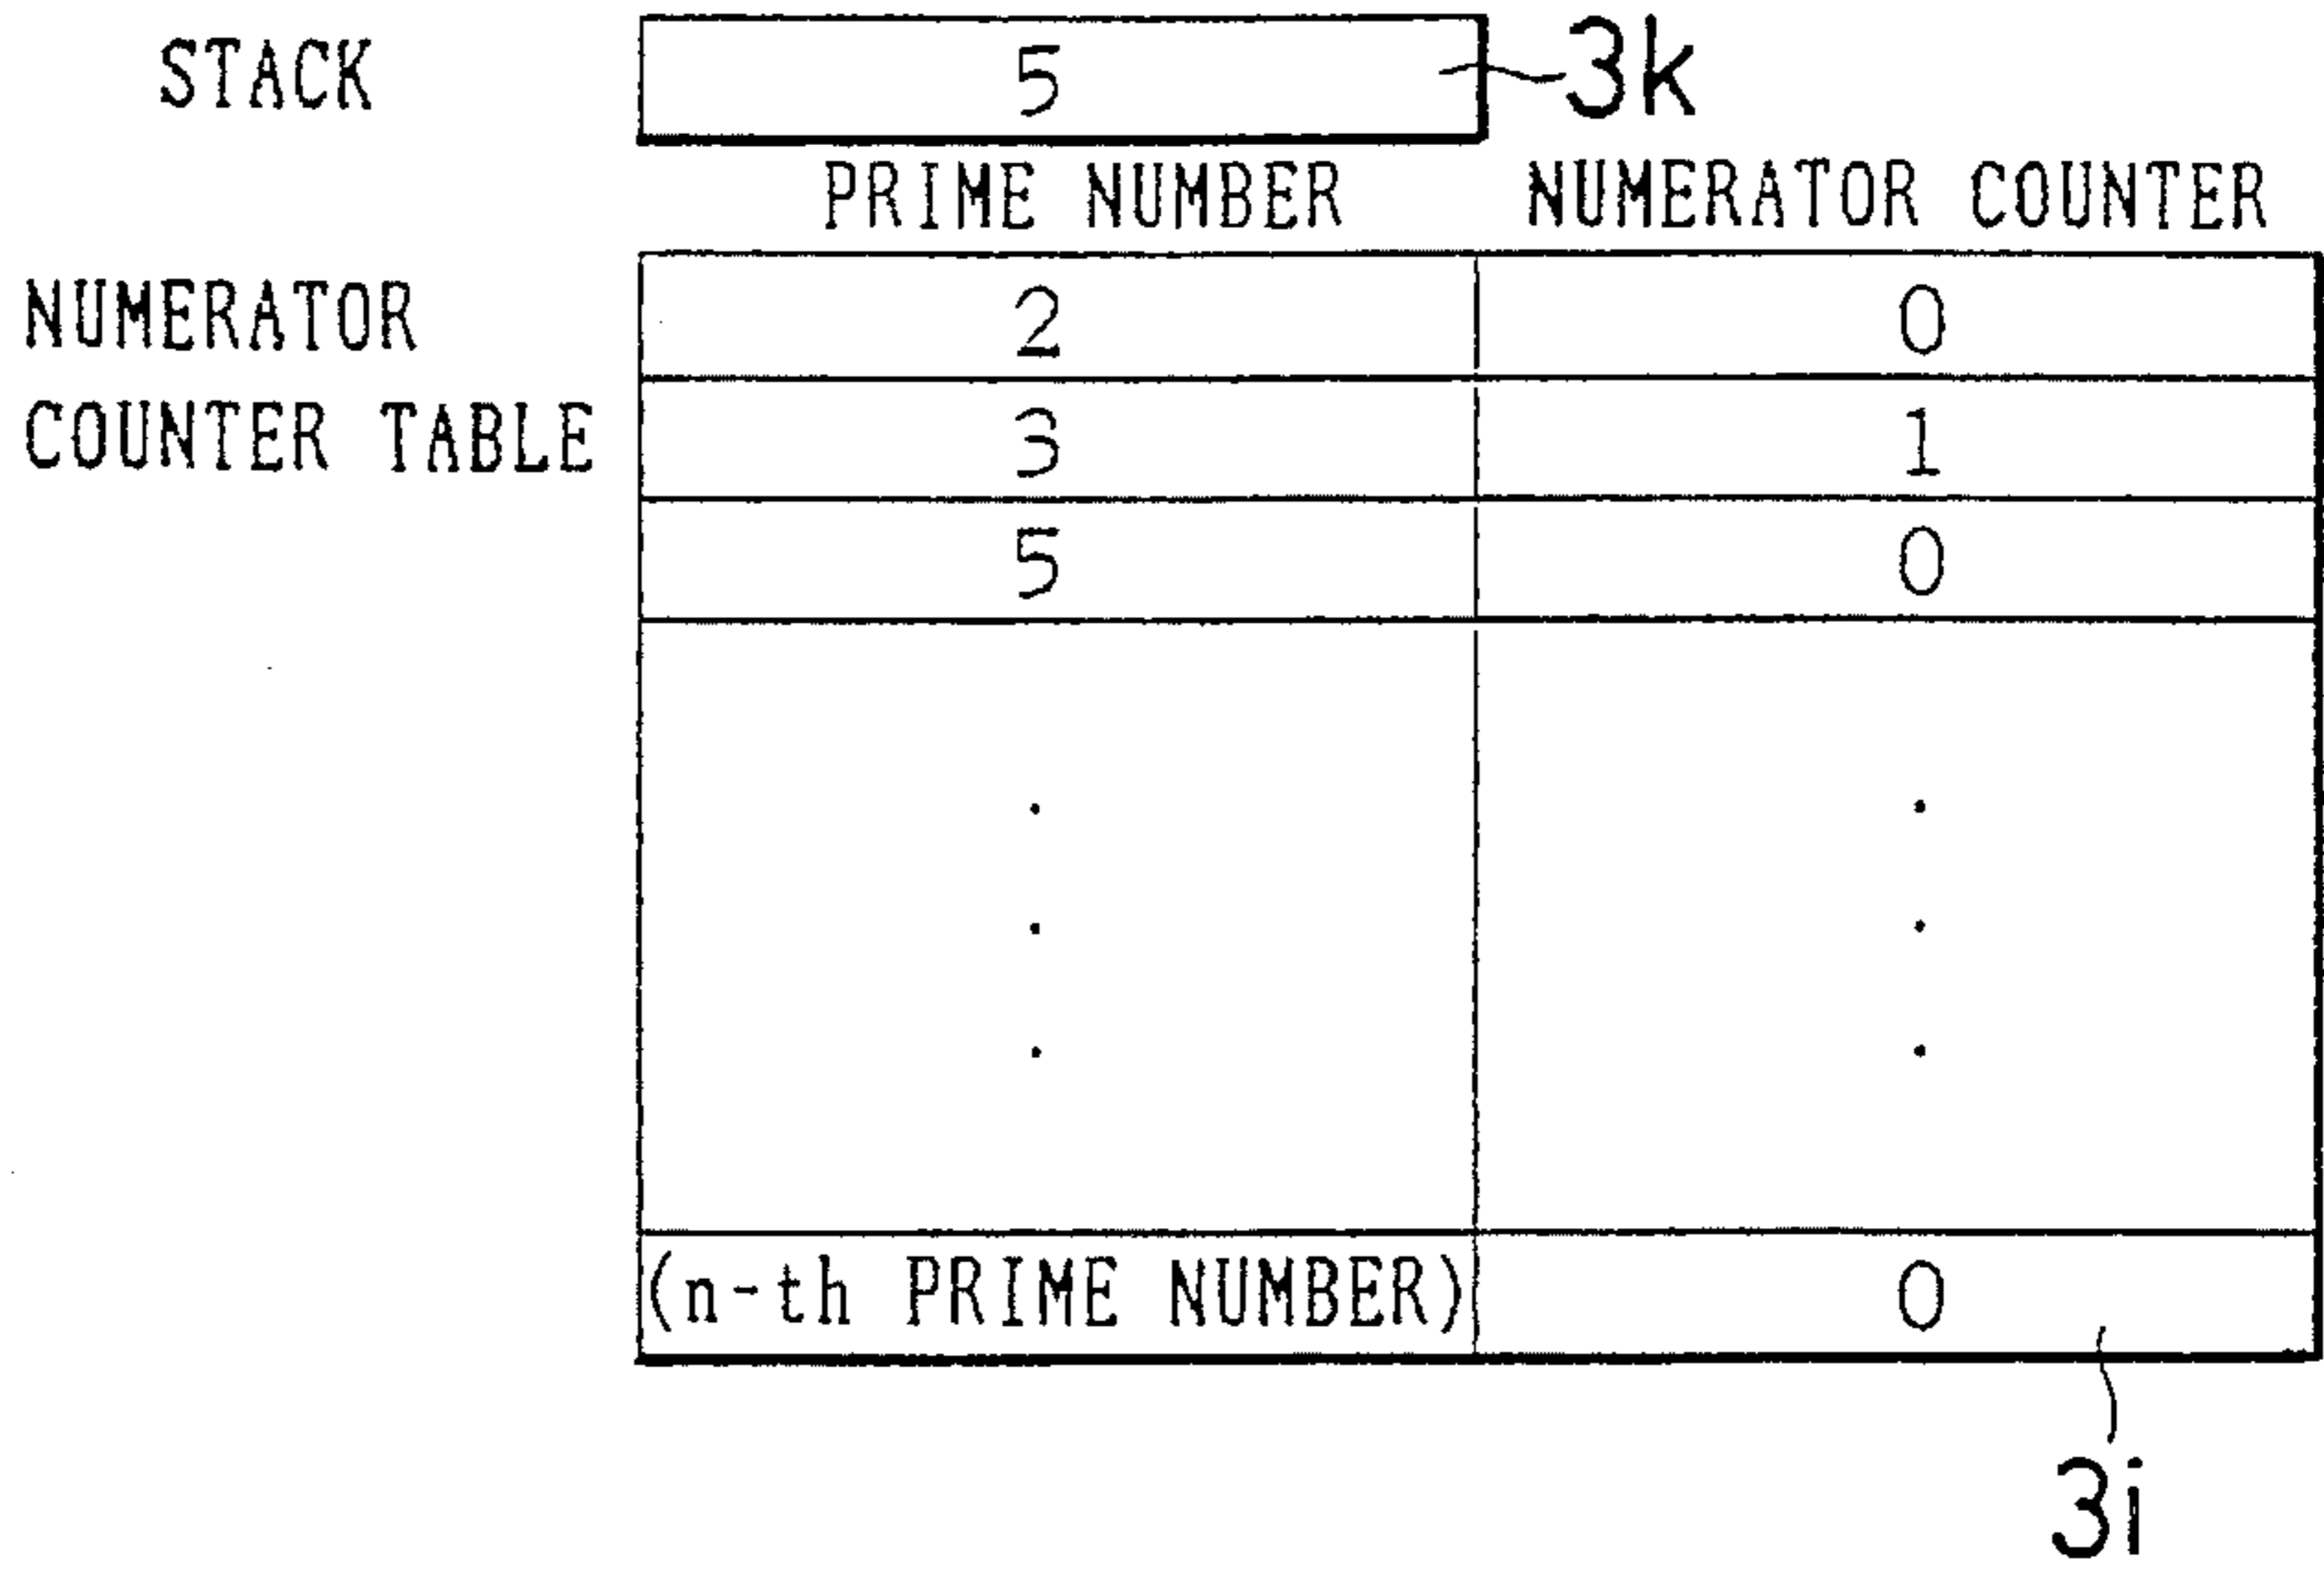 STACK 5 3k
PRIME NUMBER NUMERATOR COUNTER
NUMERATOR 2 0
COUNTER TABLE 3 1
5 0
(n-th PRIME NUMBER) 0
3i